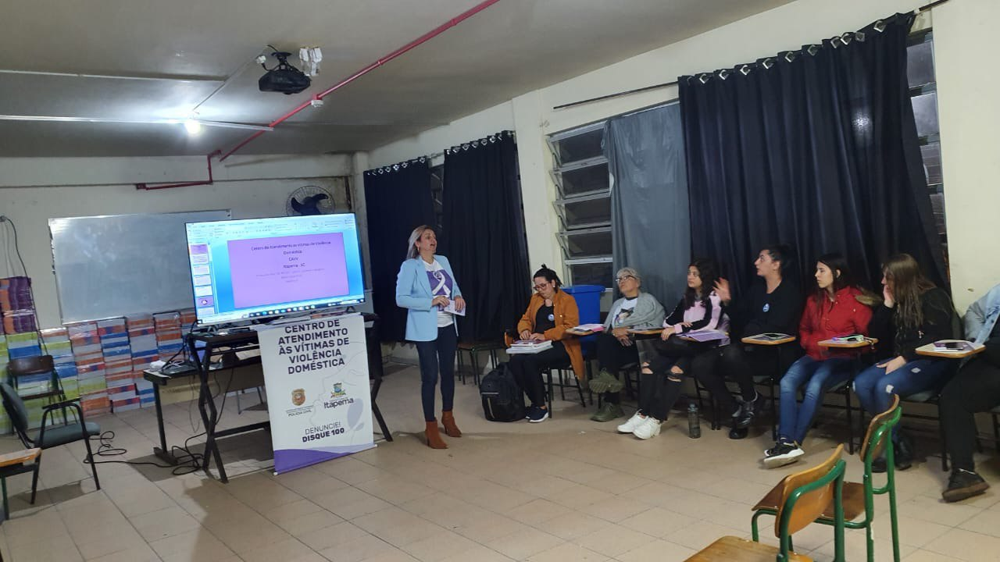 Centro de Atendimento as Vítimas de Violência
Doméstica
CAVV
Itapema - SC
CENTRO DE
ATENDIMENTO
ÀS VÍTIMAS DE
VIOLÊNCIA
DOMÉSTICA
POLÍCIA CIVIL
Itapema
DENUNCIE!
DISQUE 100